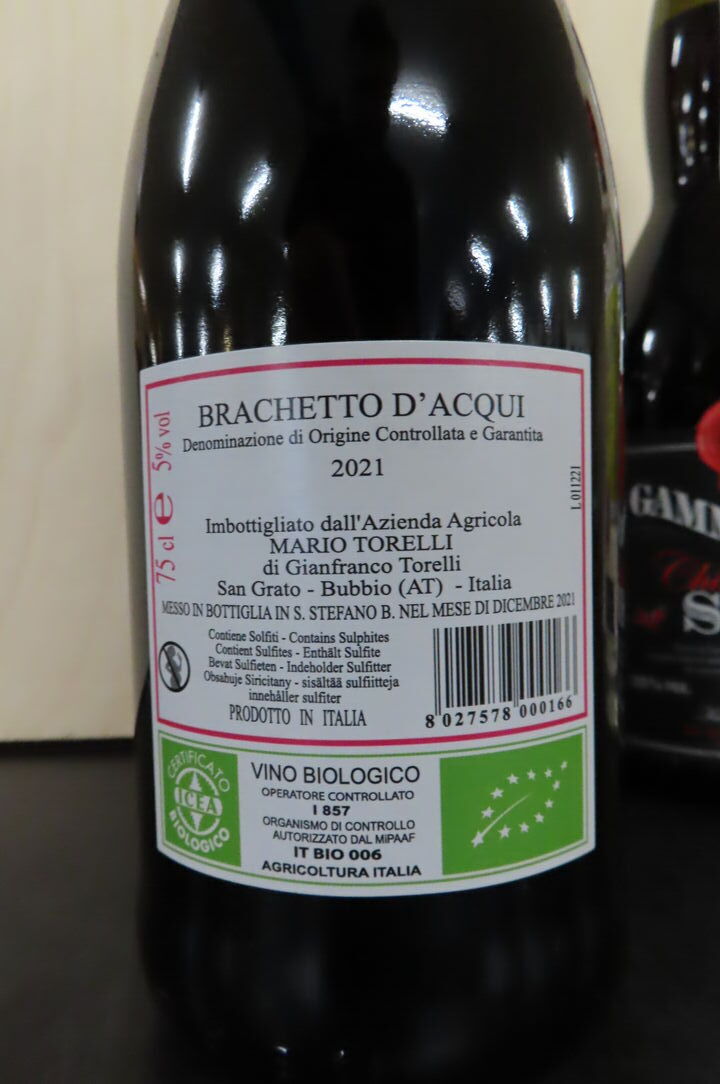 BRACHETTO D'ACQUI
Denominazione di Origine Controllata e Garantita
2021
75 cl e 5% vol
L 011221
Imbottigliato dall'Azienda Agricola
MARIO TORELLI
di Gianfranco Torelli
San Grato - Bubbio (AT) - Italia
MESSO IN BOTTIGLIA IN S. STEFANO B. NEL MESE DI DICEMBRE 2021
Contiene Solfiti - Contains Sulphites
Contient Sulfites - Enthält Sulfite
Bevat Sulfieten - Indeholder Sulfitter
Obsahuje Siricitany - sisältää sulfiitteja
innehåller sulfiter
PRODOTTO IN ITALIA
8 027578 000166
CERTIFICATO
ICEA
BIOLOGICO
VINO BIOLOGICO
OPERATORE CONTROLLATO
I 857
ORGANISMO DI CONTROLLO
AUTORIZZATO DAL MiPAAF
IT BIO 006
AGRICOLTURA ITALIA